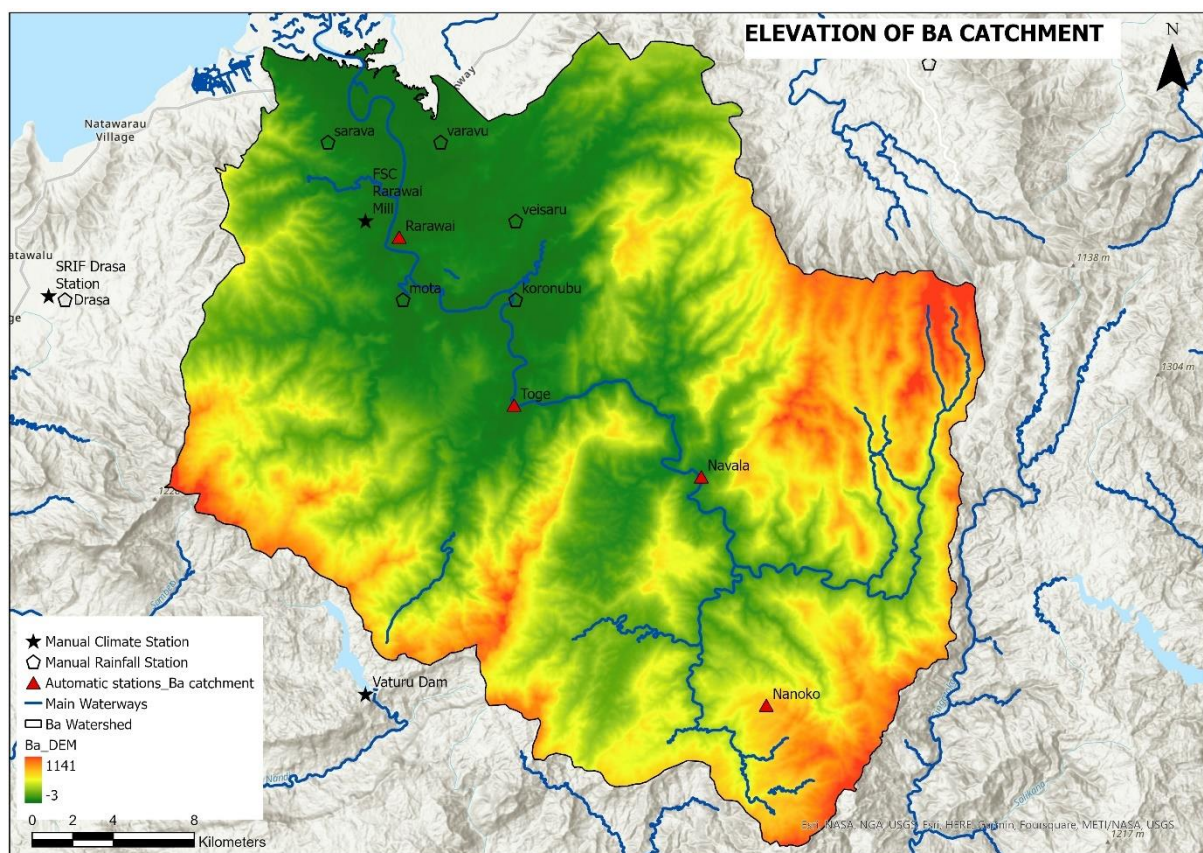 ELEVATION OF BA CATCHMENT
N
Natawarau
Village
sarava
varavu
FSC
Rarawai
Mill
Rarawai
veisaru
1138 m
SRIF Drasa
Station
Drasa
mota
koronubu
1304 m
Toge
Navala
Manual Climate Station
Manual Rainfall Station
Automatic stations_Ba catchment
Main Waterways
Ba Watershed
Ba_DEM
1141
-3
Vaturu Dam
Nanoko
0 2 4 8 Kilometers
Esri, NASA, NGA, USGS, Esri, HERE, Garmin, Foursquare, METI/NASA, USGS
1217 m